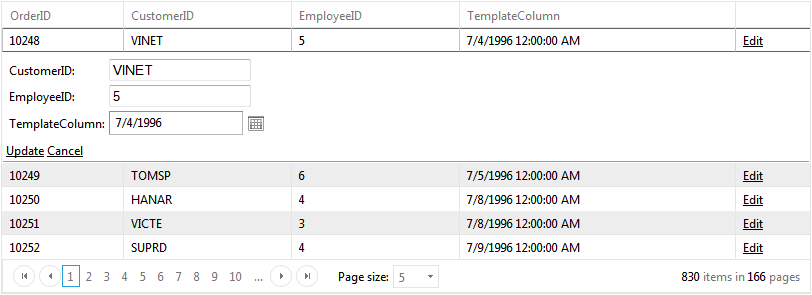 OrderID CustomerID EmployeeID TemplateColumn
10248 VINET 5 7/4/1996 12:00:00 AM Edit
CustomerID: VINET
EmployeeID: 5
TemplateColumn: 7/4/1996
Update Cancel
10249 TOMSP 6 7/5/1996 12:00:00 AM Edit
10250 HANAR 4 7/8/1996 12:00:00 AM Edit
10251 VICTE 3 7/8/1996 12:00:00 AM Edit
10252 SUPRD 4 7/9/1996 12:00:00 AM Edit
1 2 3 4 5 6 7 8 9 10 ... Page size: 5 830 items in 166 pages